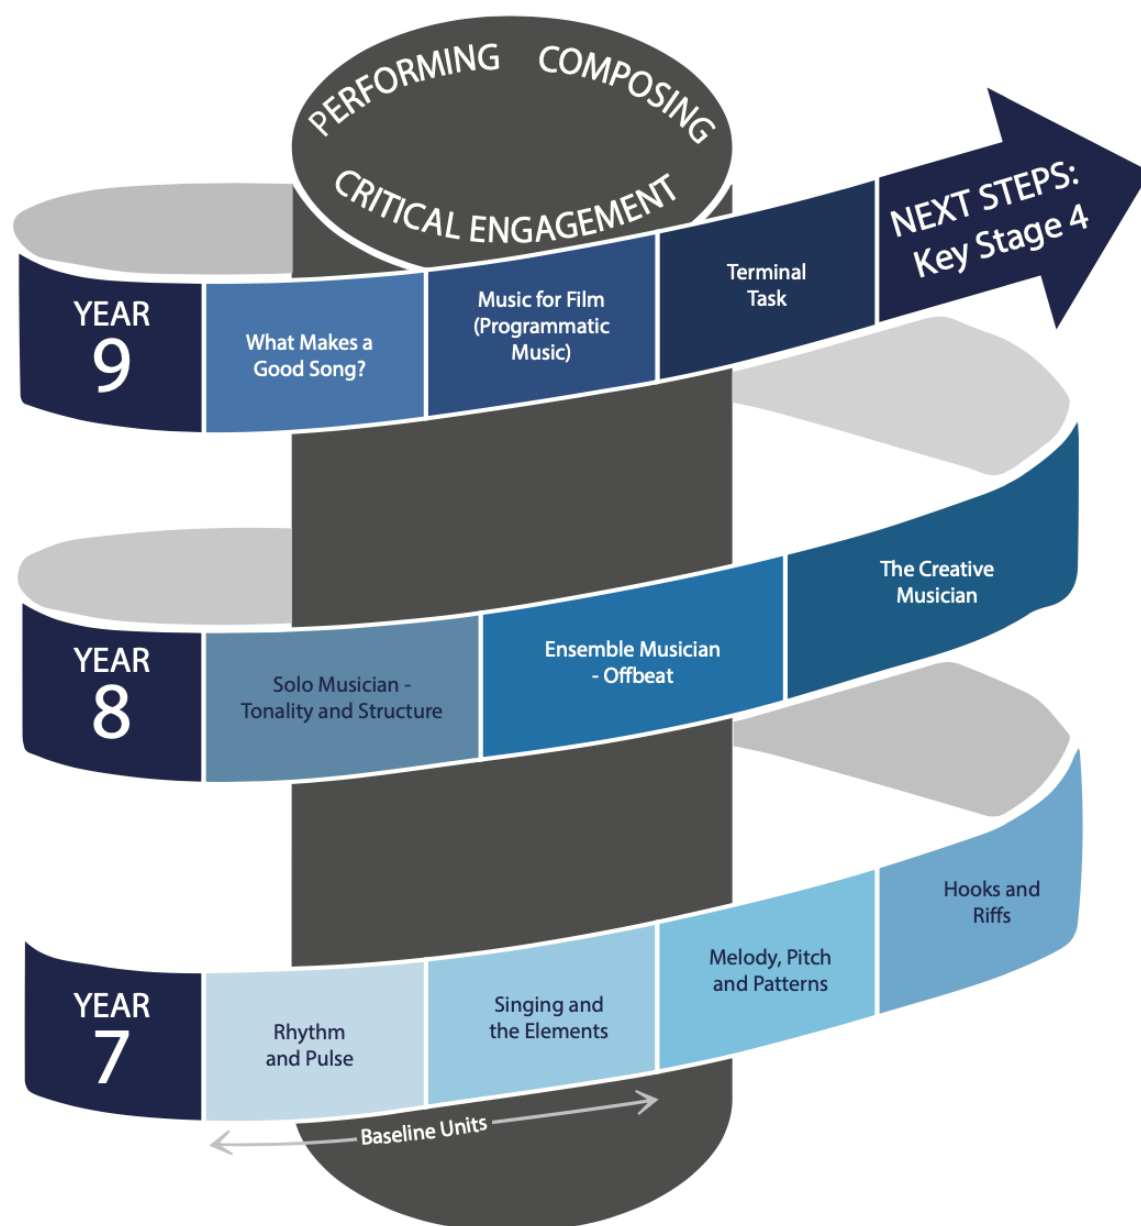 PERFORMING COMPOSING
CRITICAL ENGAGEMENT
NEXT STEPS:
Key Stage 4
YEAR
9
What Makes a
Good Song?
Music for Film
(Programmatic
Music)
Terminal
Task
YEAR
8
Solo Musician -
Tonality and Structure
Ensemble Musician
- Offbeat
The Creative
Musician
YEAR
7
Rhythm
and Pulse
Singing and
the Elements
Melody, Pitch
and Patterns
Hooks and
Riffs
Baseline Units